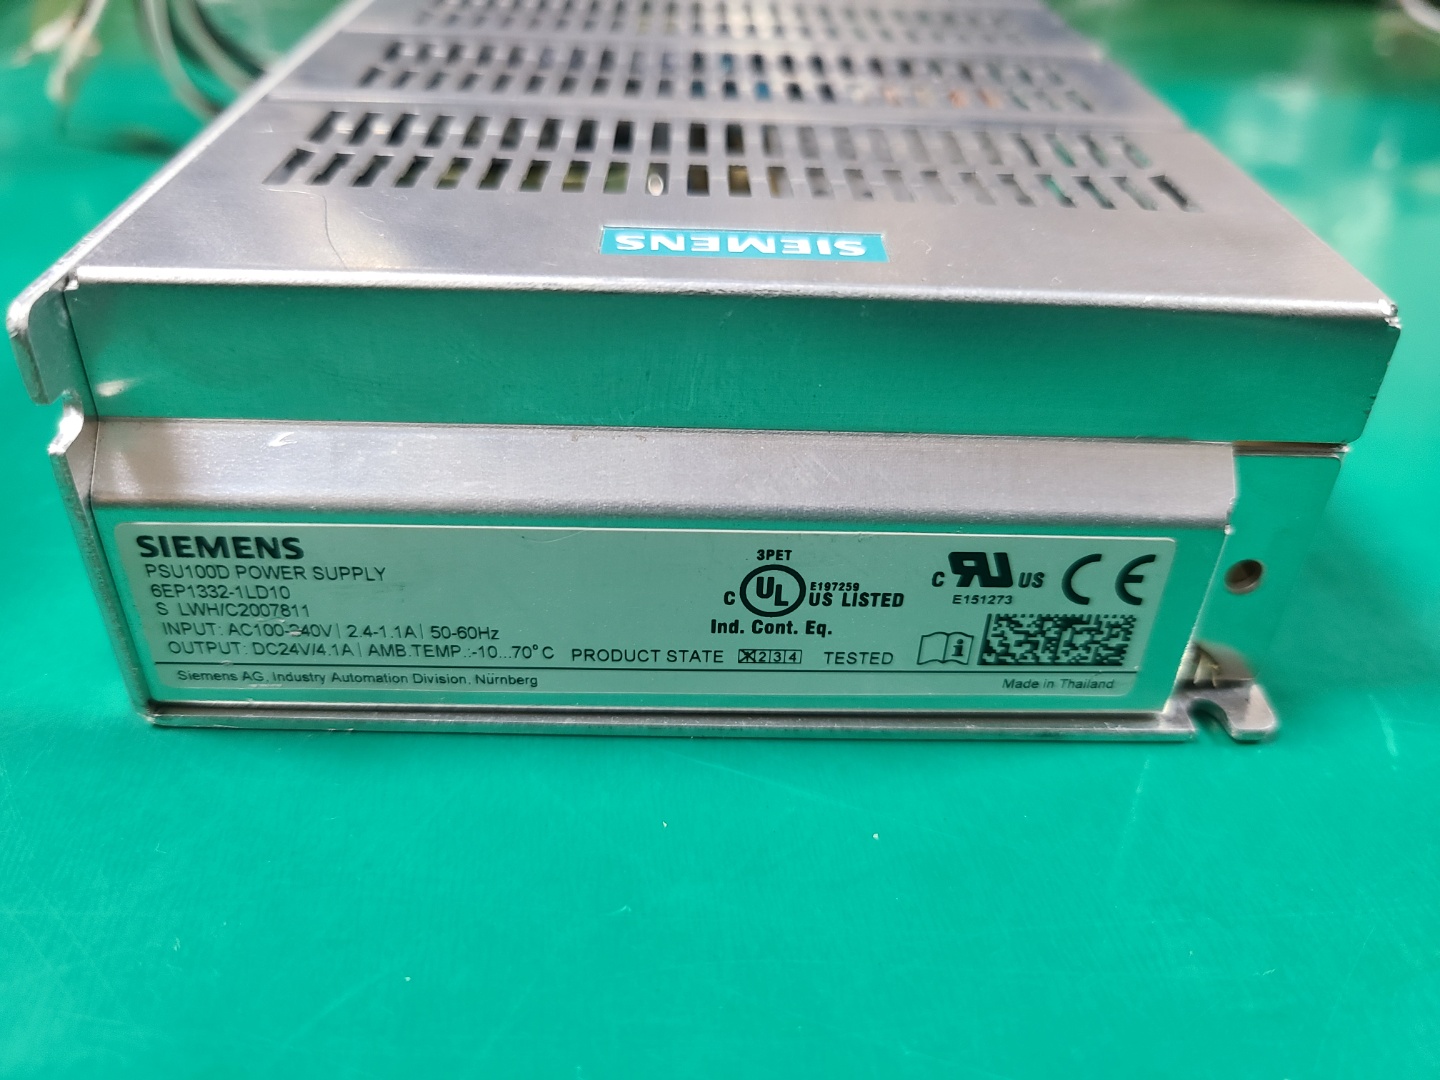 SIEMENS
SIEMENS
PSU100D POWER SUPPLY
6EP1332-1LD10
S LWH/C2007811
INPUT: AC100-240V | 2.4-1.1A | 50-60Hz
OUTPUT: DC24V/4.1A | AMB.TEMP.:-10...70°C
PRODUCT STATE X 2 3 4 TESTED
3PET
C UL US LISTED
E197259
Ind. Cont. Eq.
C RU US
E151273
CE
i
Siemens AG, Industry Automation Division, Nürnberg
Made in Thailand